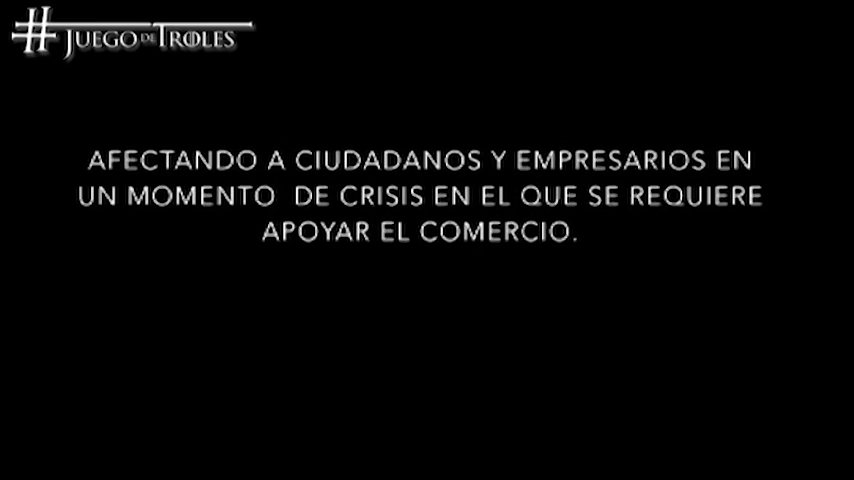 #JUEGO DE TROLES
AFECTANDO A CIUDADANOS Y EMPRESARIOS EN
UN MOMENTO DE CRISIS EN EL QUE SE REQUIERE
APOYAR EL COMERCIO.